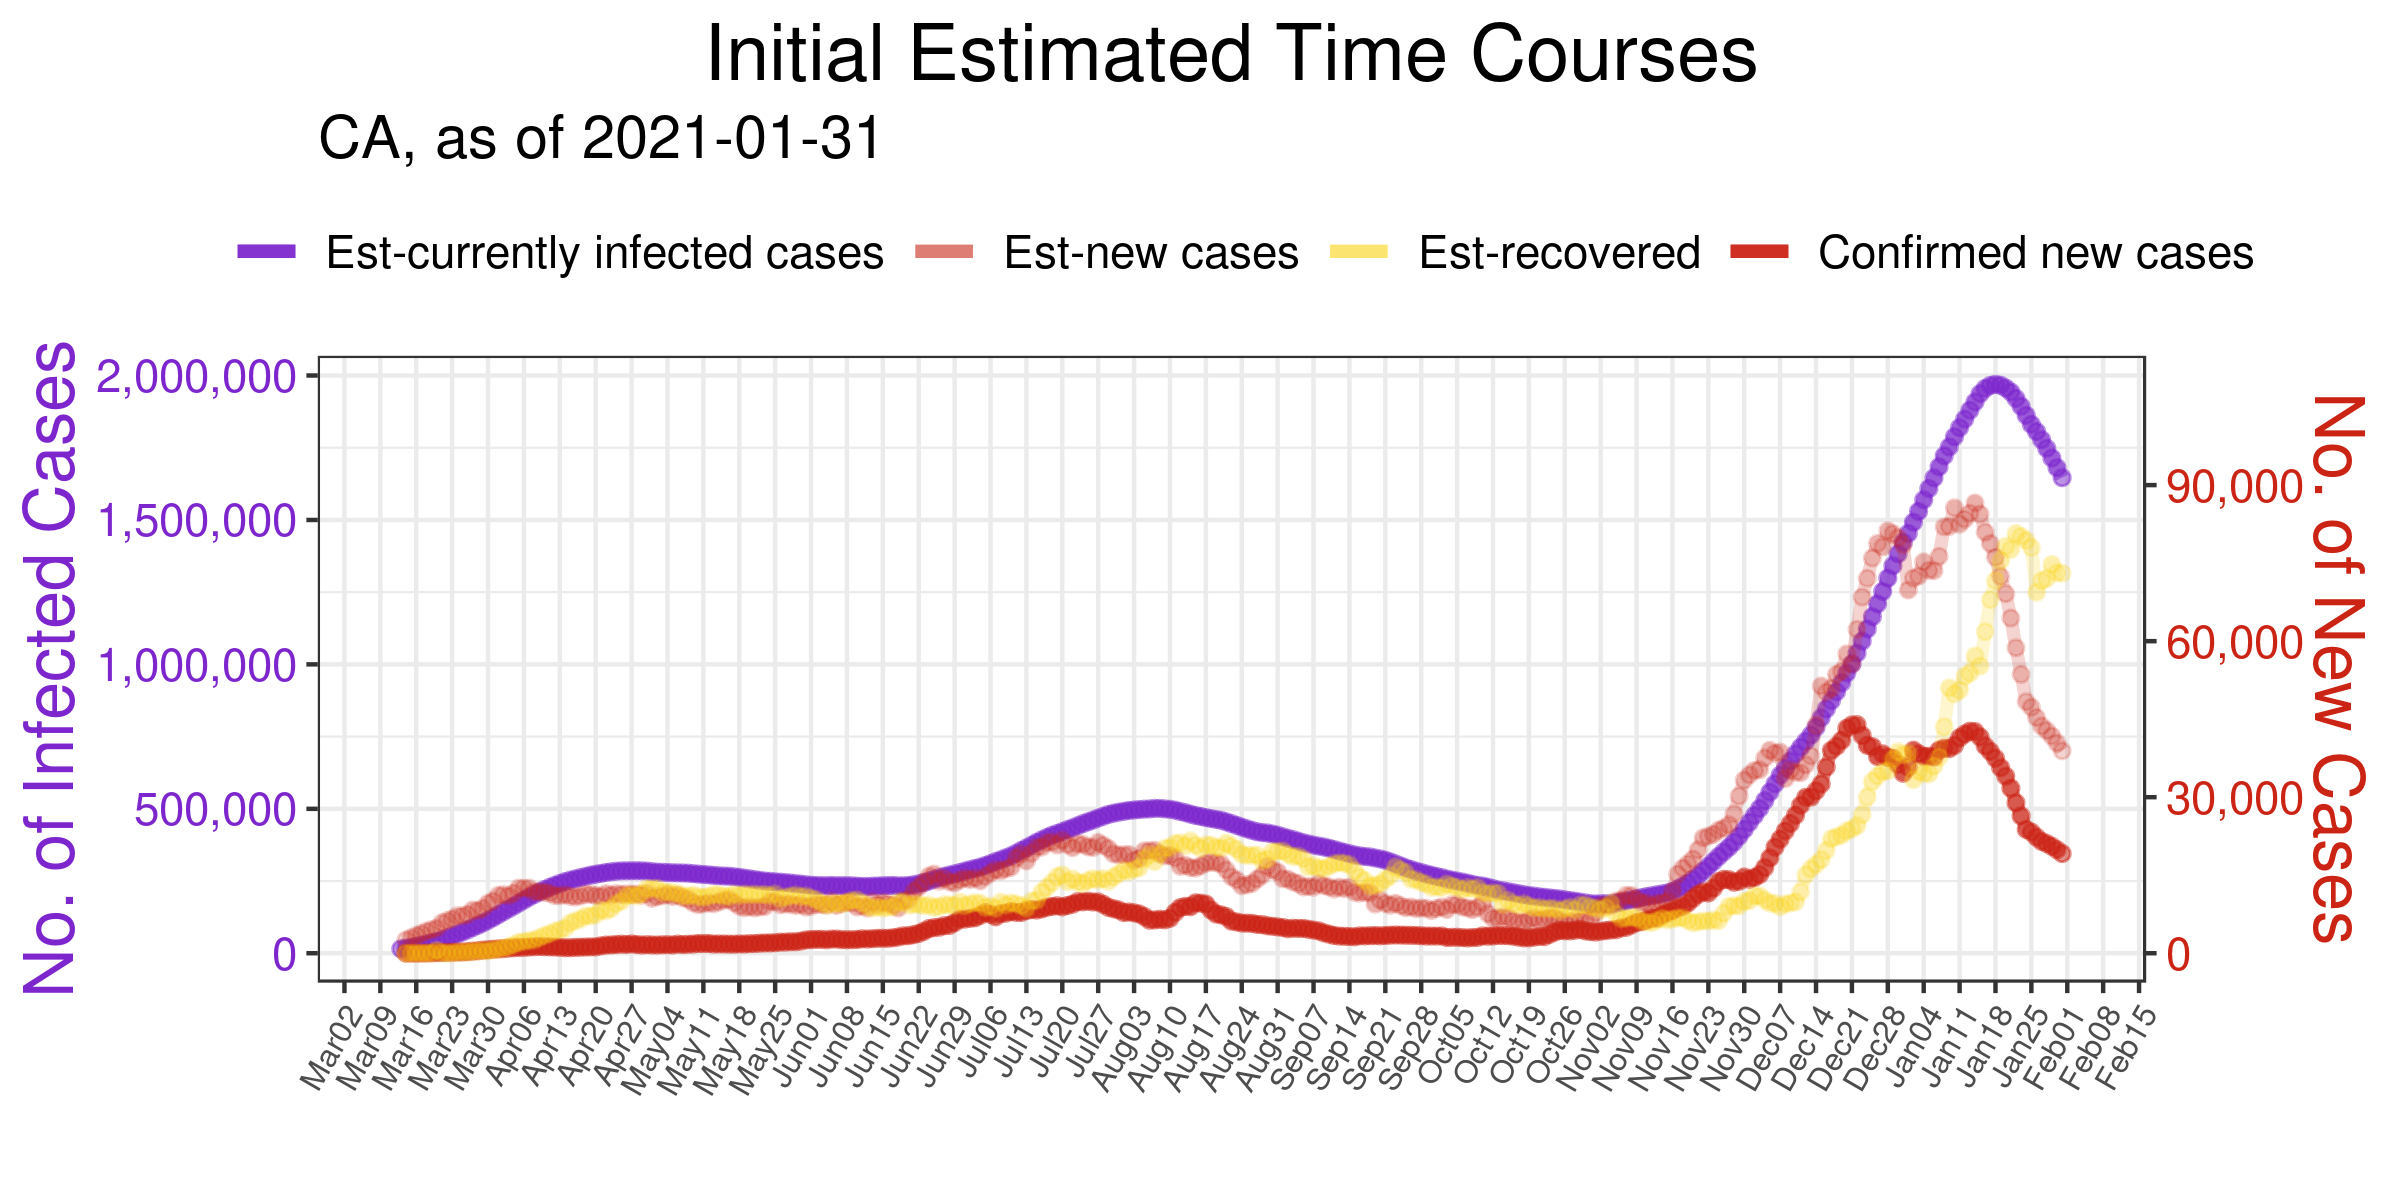 Initial Estimated Time Courses
CA, as of 2021-01-31
Est-currently infected cases Est-new cases Est-recovered Confirmed new cases
No. of Infected Cases
2,000,000
1,500,000
1,000,000
500,000
0
90,000
60,000
30,000
0
No. of New Cases
Mar02 Mar09 Mar16 Mar23 Mar30 Apr06 Apr13 Apr20 Apr27 May04 May11 May18 May25 Jun01 Jun08 Jun15 Jun22 Jun29 Jul06 Jul13 Jul20 Jul27 Aug03 Aug10 Aug17 Aug24 Aug31 Sep07 Sep14 Sep21 Sep28 Oct05 Oct12 Oct19 Oct26 Nov02 Nov09 Nov16 Nov23 Nov30 Dec07 Dec14 Dec21 Dec28 Jan04 Jan11 Jan18 Jan25 Feb01 Feb08 Feb15